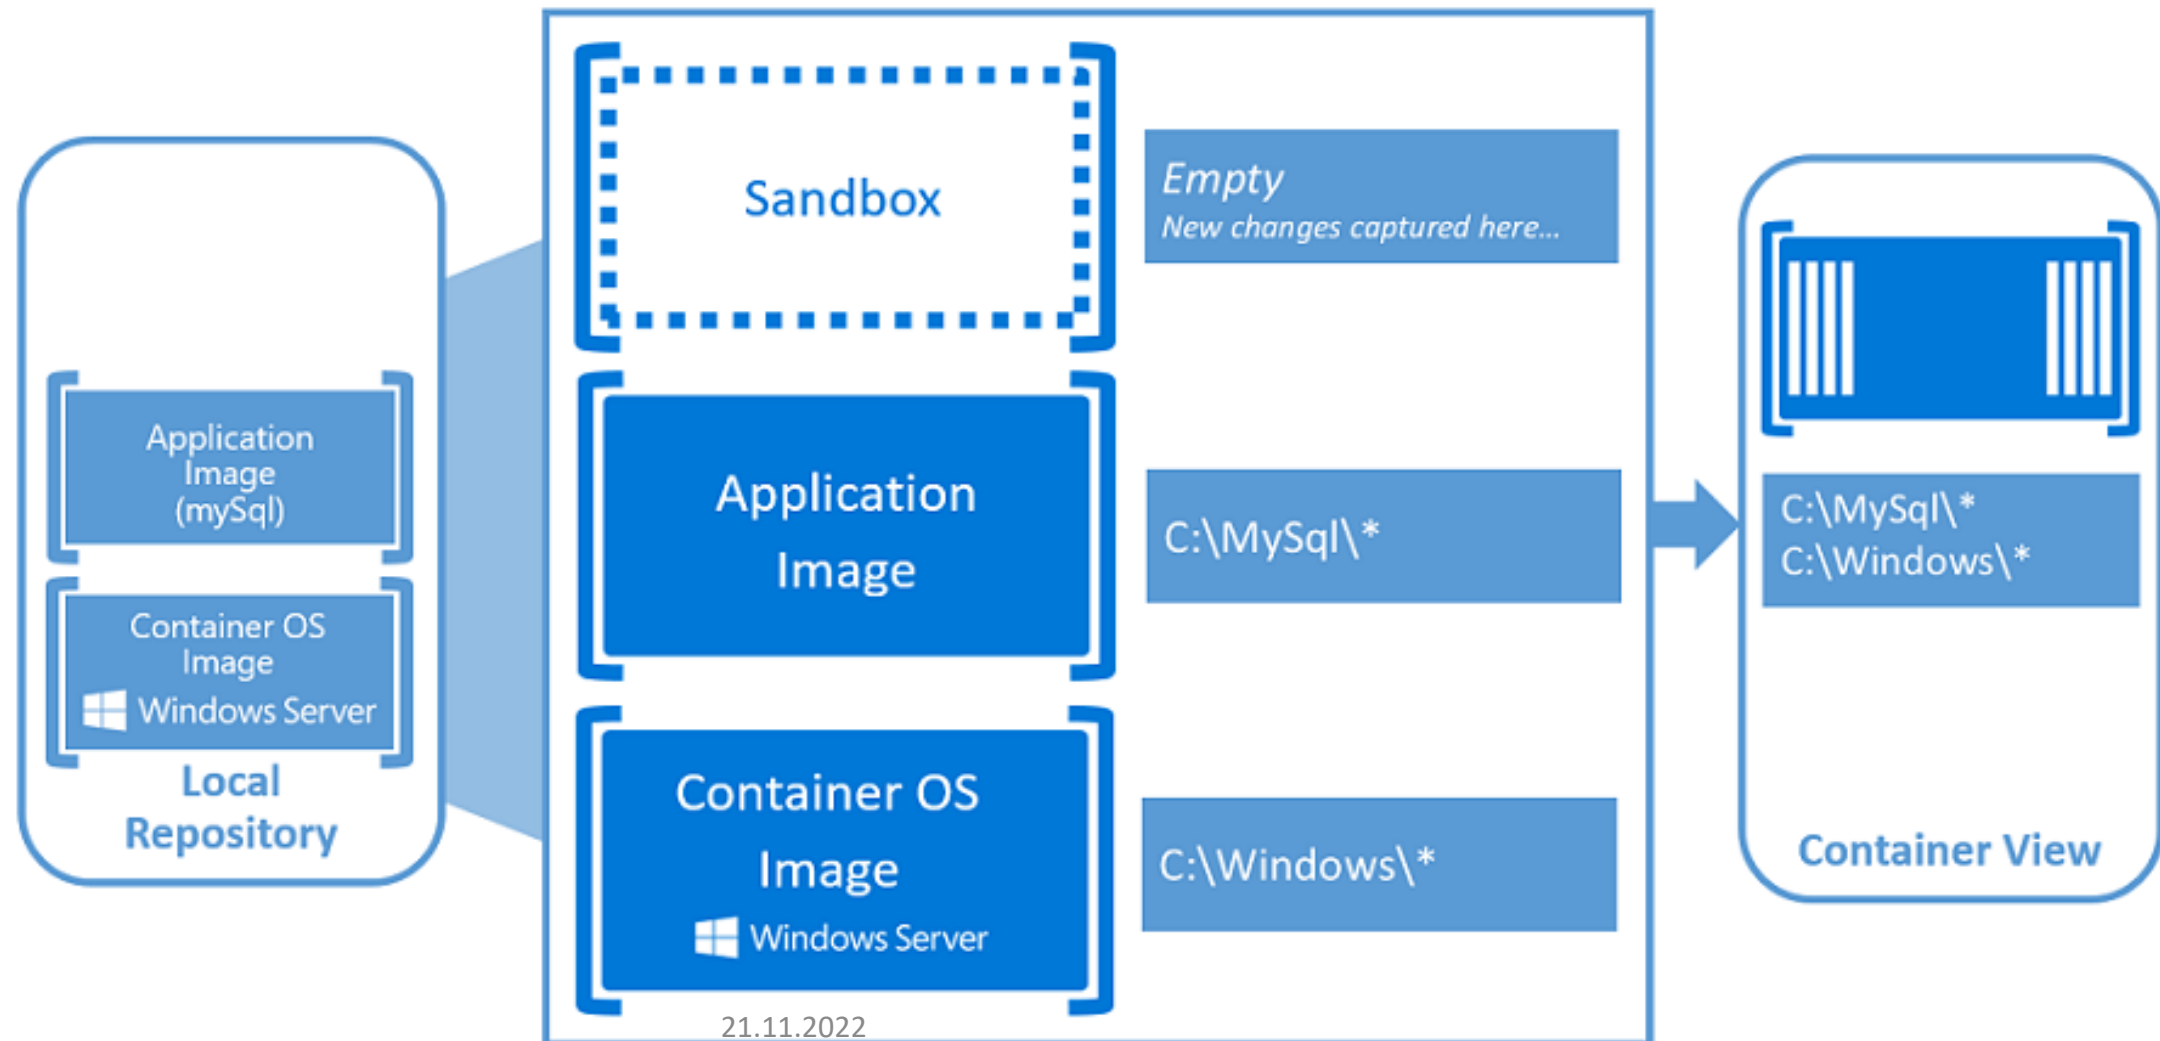 Application
Image
(mySql)
Container OS
Image
Windows Server
Local
Repository
Sandbox
Empty
New changes captured here...
Application
Image
C:\MySql\*
Container OS
Image
Windows Server
C:\Windows\*
21.11.2022
C:\MySql\*
C:\Windows\*
Container View